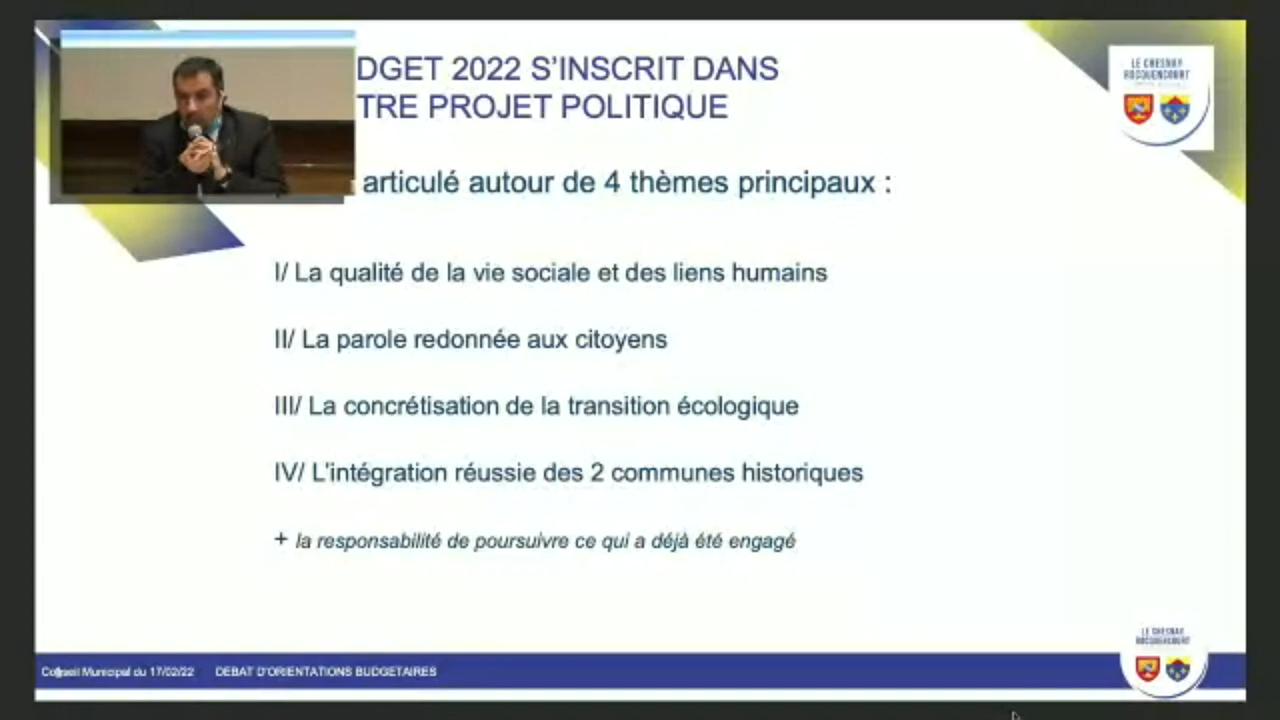 DGET 2022 S'INSCRIT DANS
TRE PROJET POLITIQUE
LE CHESNAY
ROCQUENCOURT
articulé autour de 4 thèmes principaux :
I/ La qualité de la vie sociale et des liens humains
II/ La parole redonnée aux citoyens
III/ La concrétisation de la transition écologique
IV/ L'intégration réussie des 2 communes historiques
+ la responsabilité de poursuivre ce qui a déjà été engagé
LE CHESNAY
ROCQUENCOURT
Conseil Municipal du 17/02/22 DEBAT D'ORIENTATIONS BUDGETAIRES